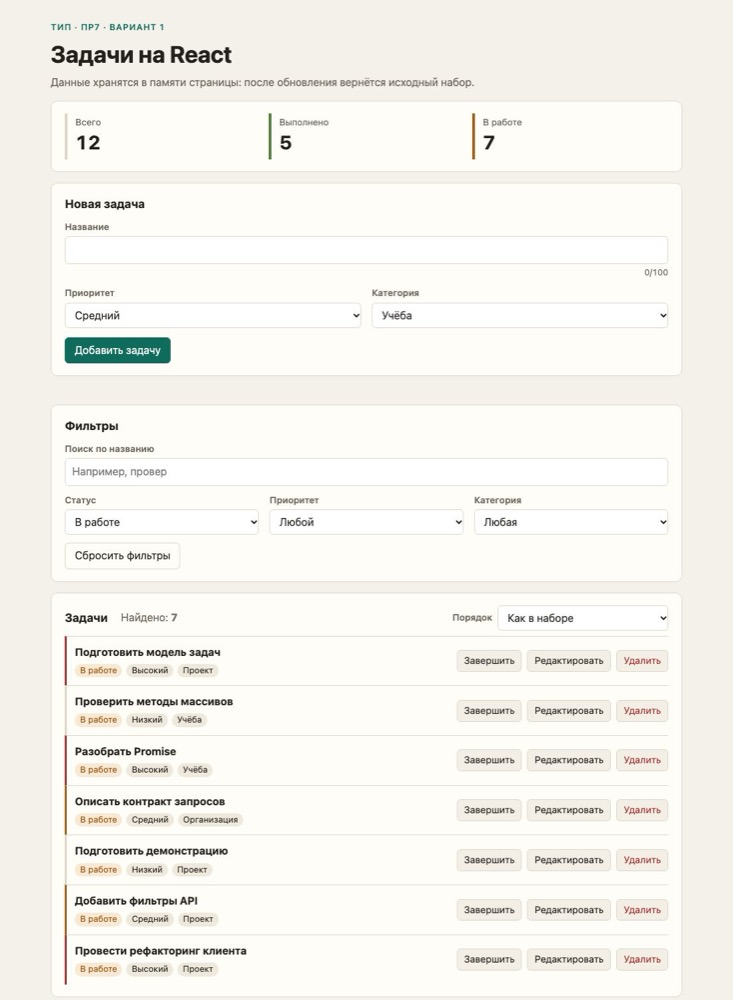 ТИП · ПР7 · ВАРИАНТ 1
Задачи на React
Данные хранятся в памяти страницы: после обновления вернётся исходный набор.
Всего
12
Выполнено
5
В работе
7
Новая задача
Название
0/100
Приоритет
Средний
Категория
Учёба
Добавить задачу
Фильтры
Поиск по названию
Например, провер
Статус
В работе
Приоритет
Любой
Категория
Любая
Сбросить фильтры
Задачи Найдено: 7 Порядок Как в наборе
Подготовить модель задач
В работе Высокий Проект
Завершить Редактировать Удалить
Проверить методы массивов
В работе Низкий Учёба
Завершить Редактировать Удалить
Разобрать Promise
В работе Высокий Учёба
Завершить Редактировать Удалить
Описать контракт запросов
В работе Средний Организация
Завершить Редактировать Удалить
Подготовить демонстрацию
В работе Низкий Проект
Завершить Редактировать Удалить
Добавить фильтры API
В работе Средний Проект
Завершить Редактировать Удалить
Провести рефакторинг клиента
В работе Высокий Проект
Завершить Редактировать Удалить